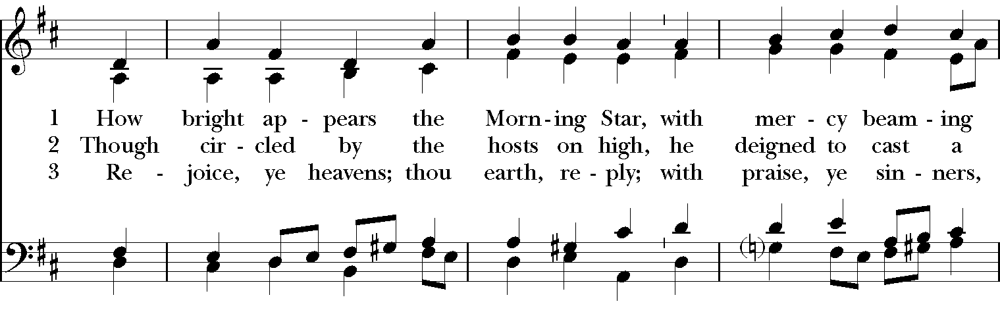 1 How bright ap - pears the Morn - ing Star, with mer - cy beam - ing
2 Though cir - cled by the hosts on high, he deigned to cast a
3 Re - joice, ye heavens; thou earth, re - ply; with praise, ye sin - ners,